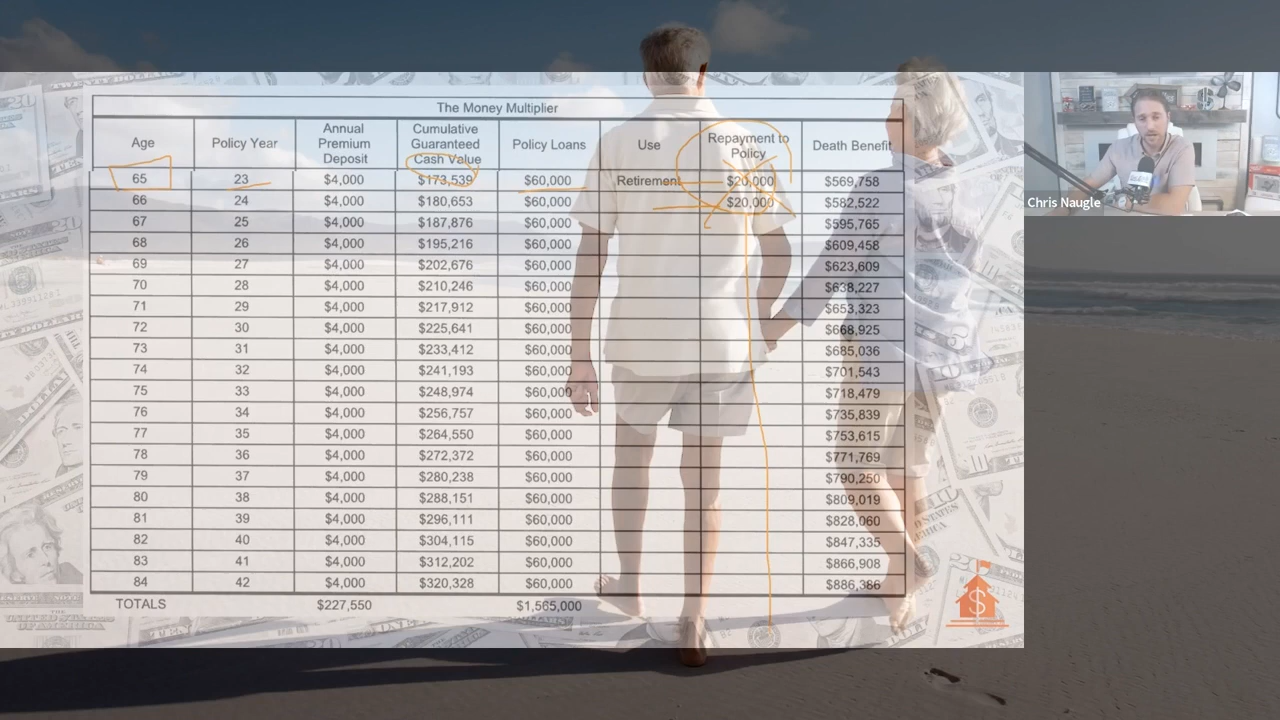 The Money Multiplier
Age Policy Year Annual Premium Deposit Cumulative Guaranteed Cash Value Policy Loans Use Repayment to Policy Death Benefit
65 23 $4,000 $173,539 $60,000 Retirement $20,000 $569,758
66 24 $4,000 $180,653 $60,000 $20,000 $582,522
67 25 $4,000 $187,876 $60,000 $595,765
68 26 $4,000 $195,216 $60,000 $609,458
69 27 $4,000 $202,676 $60,000 $623,609
70 28 $4,000 $210,246 $60,000 $638,227
71 29 $4,000 $217,912 $60,000 $653,323
72 30 $4,000 $225,641 $60,000 $668,925
73 31 $4,000 $233,412 $60,000 $685,036
74 32 $4,000 $241,193 $60,000 $701,543
75 33 $4,000 $248,974 $60,000 $718,479
76 34 $4,000 $256,757 $60,000 $735,839
77 35 $4,000 $264,550 $60,000 $753,615
78 36 $4,000 $272,372 $60,000 $771,769
79 37 $4,000 $280,238 $60,000 $790,250
80 38 $4,000 $288,151 $60,000 $809,019
81 39 $4,000 $296,111 $60,000 $828,060
82 40 $4,000 $304,115 $60,000 $847,335
83 41 $4,000 $312,202 $60,000 $866,908
84 42 $4,000 $320,328 $60,000 $886,386
TOTALS $227,550 $1,565,000
Chris Naugle